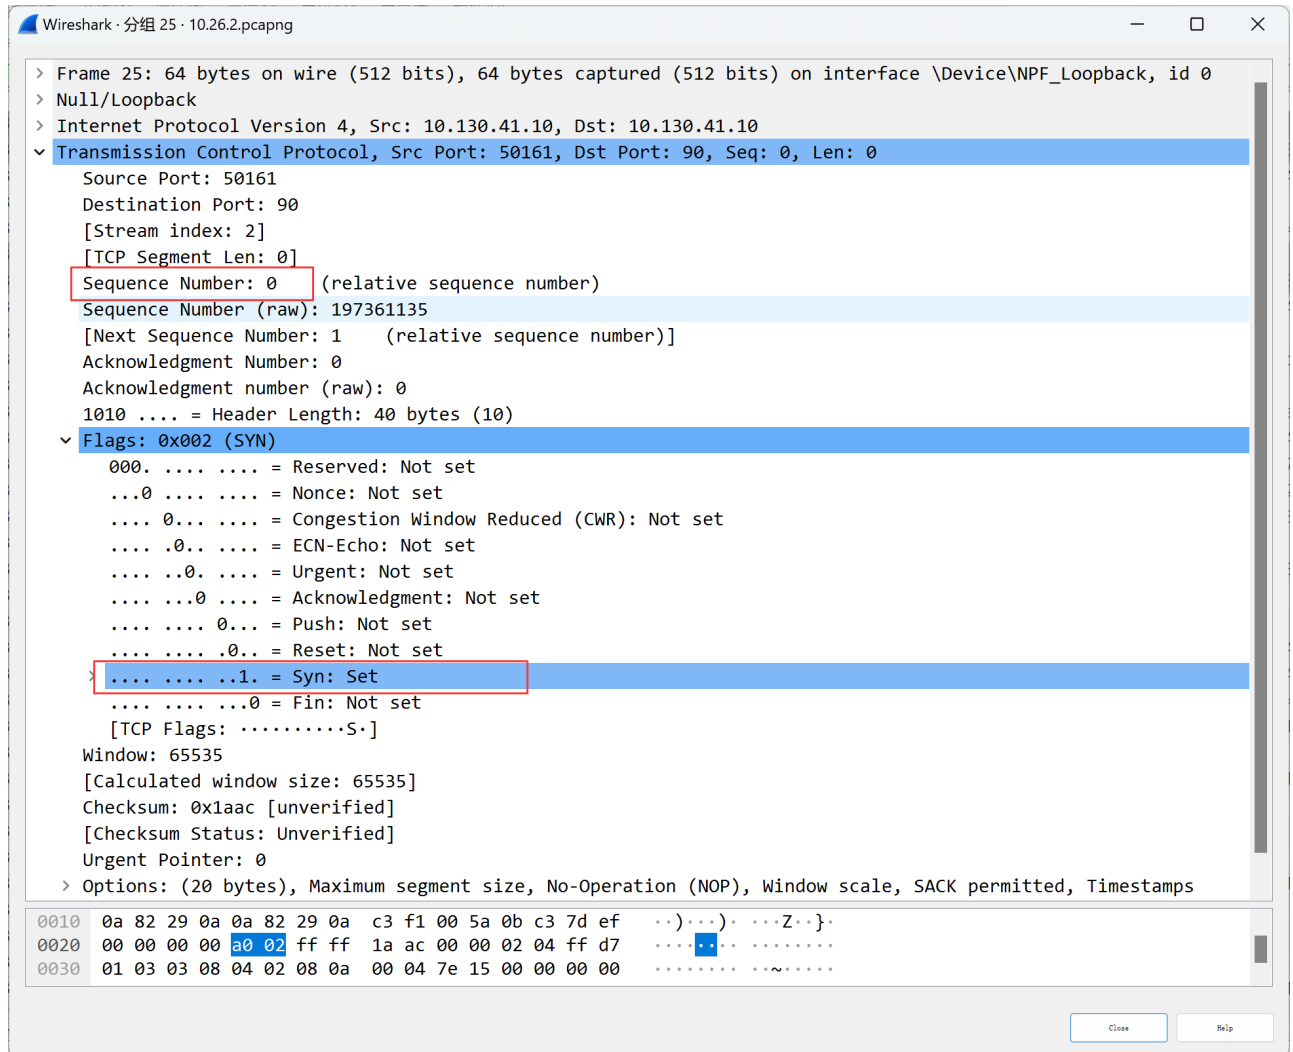 Wireshark · 分组 25 · 10.26.2.pcapng
Frame 25: 64 bytes on wire (512 bits), 64 bytes captured (512 bits) on interface \Device\NPF_Loopback, id 0
Null/Loopback
Internet Protocol Version 4, Src: 10.130.41.10, Dst: 10.130.41.10
Transmission Control Protocol, Src Port: 50161, Dst Port: 90, Seq: 0, Len: 0
Source Port: 50161
Destination Port: 90
[Stream index: 2]
[TCP Segment Len: 0]
Sequence Number: 0    (relative sequence number)
Sequence Number (raw): 197361135
[Next Sequence Number: 1    (relative sequence number)]
Acknowledgment Number: 0
Acknowledgment number (raw): 0
1010 .... = Header Length: 40 bytes (10)
Flags: 0x002 (SYN)
000. .... .... = Reserved: Not set
...0 .... .... = Nonce: Not set
.... 0... .... = Congestion Window Reduced (CWR): Not set
.... .0.. .... = ECN-Echo: Not set
.... ..0. .... = Urgent: Not set
.... ...0 .... = Acknowledgment: Not set
.... .... 0... = Push: Not set
.... .... .0.. = Reset: Not set
.... .... ..1. = Syn: Set
.... .... ...0 = Fin: Not set
[TCP Flags: ··········S·]
Window: 65535
[Calculated window size: 65535]
Checksum: 0x1aac [unverified]
[Checksum Status: Unverified]
Urgent Pointer: 0
Options: (20 bytes), Maximum segment size, No-Operation (NOP), Window scale, SACK permitted, Timestamps
0010 0a 82 29 0a 0a 82 29 0a c3 f1 00 5a 0b c3 7d ef ··)···)· ···Z··}·
0020 00 00 00 00 a0 02 ff ff 1a ac 00 00 02 04 ff d7 ········ ········
0030 01 03 03 08 04 02 08 0a 00 04 7e 15 00 00 00 00 ········ ··~·····
Close Help